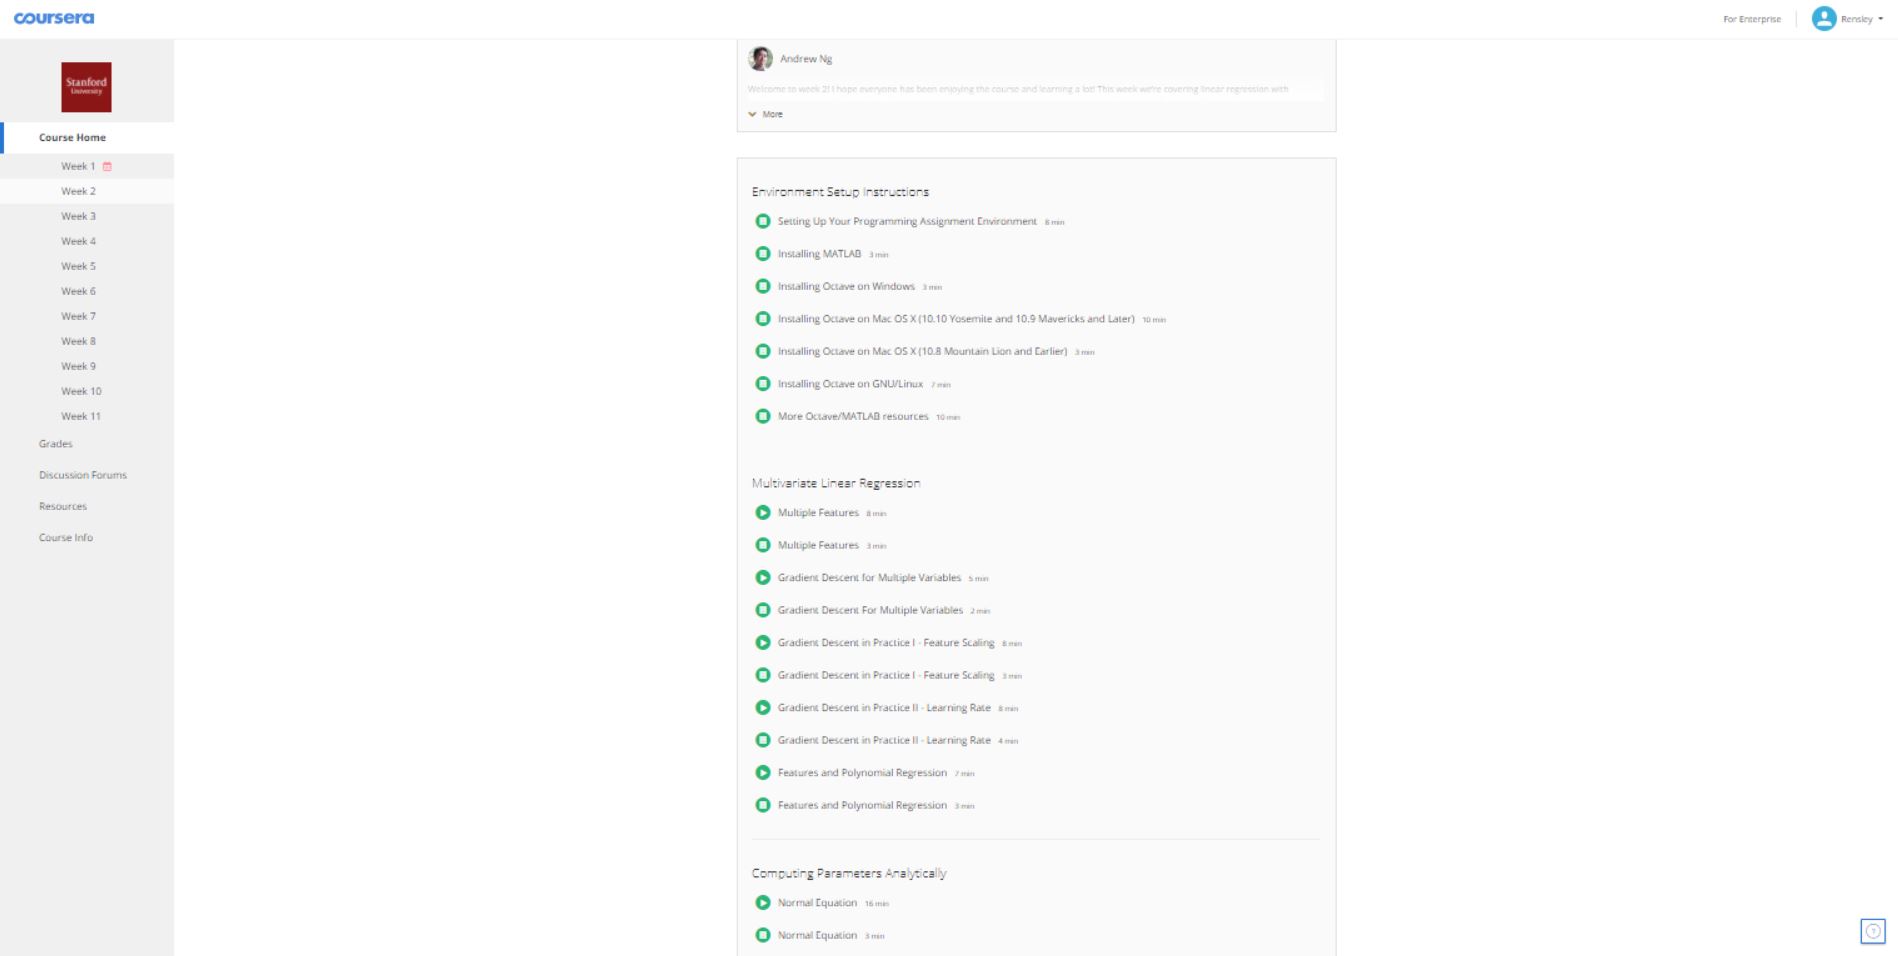 coursera
For Enterprise
Rensley
Stanford
University
Course Home
Week 1
Week 2
Week 3
Week 4
Week 5
Week 6
Week 7
Week 8
Week 9
Week 10
Week 11
Grades
Discussion Forums
Resources
Course Info
Andrew Ng
Welcome to week 2! I hope everyone has been enjoying the course and learning a lot! This week we're covering linear regression with
More
Environment Setup Instructions
Setting Up Your Programming Assignment Environment 8 min
Installing MATLAB 3 min
Installing Octave on Windows 3 min
Installing Octave on Mac OS X (10.10 Yosemite and 10.9 Mavericks and Later) 10 min
Installing Octave on Mac OS X (10.8 Mountain Lion and Earlier) 3 min
Installing Octave on GNU/Linux 7 min
More Octave/MATLAB resources 10 min
Multivariate Linear Regression
Multiple Features 8 min
Multiple Features 3 min
Gradient Descent for Multiple Variables 5 min
Gradient Descent For Multiple Variables 2 min
Gradient Descent in Practice I - Feature Scaling 8 min
Gradient Descent in Practice I - Feature Scaling 3 min
Gradient Descent in Practice II - Learning Rate 8 min
Gradient Descent in Practice II - Learning Rate 4 min
Features and Polynomial Regression 7 min
Features and Polynomial Regression 3 min
Computing Parameters Analytically
Normal Equation 16 min
Normal Equation 3 min
?